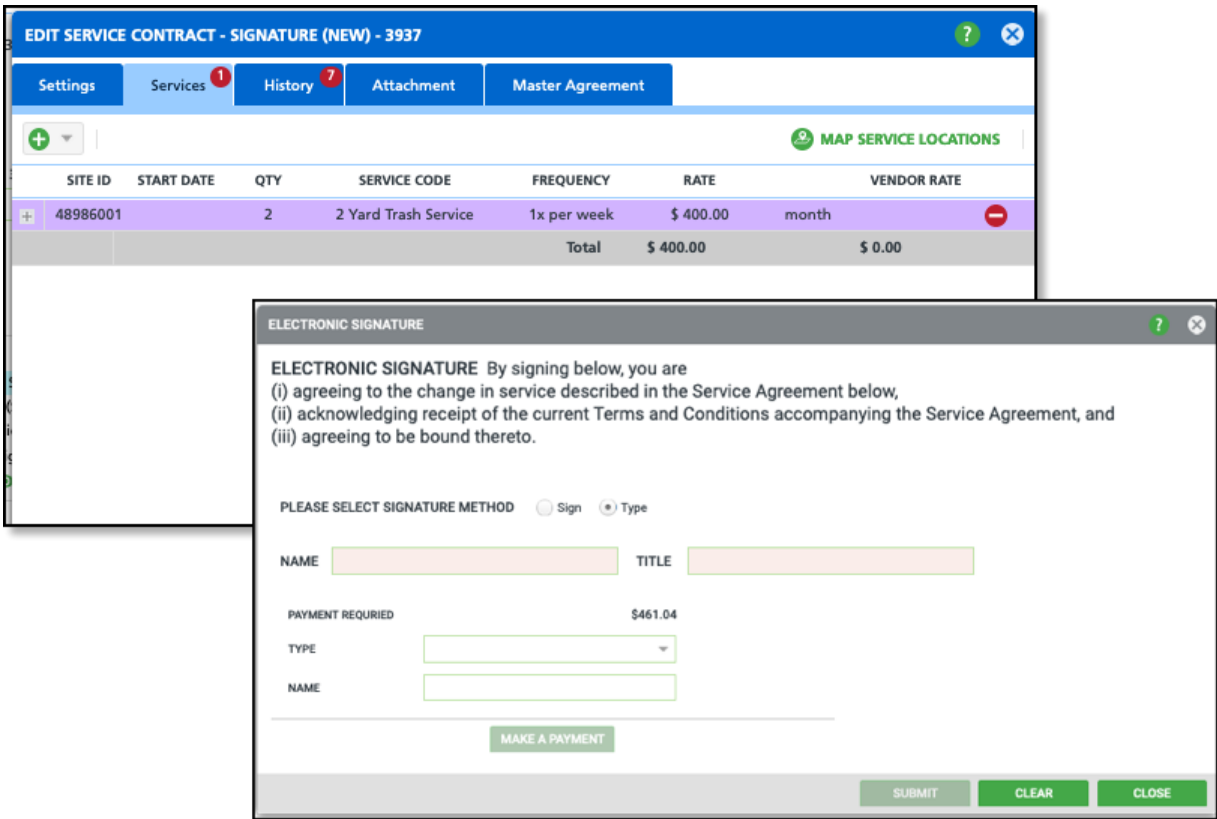 EDIT SERVICE CONTRACT - SIGNATURE (NEW) - 3937 ?
Settings Services 1 History 7 Attachment Master Agreement
MAP SERVICE LOCATIONS
SITE ID START DATE QTY SERVICE CODE FREQUENCY RATE VENDOR RATE
48986001 2 2 Yard Trash Service 1x per week $ 400.00 month
Total $ 400.00 $ 0.00
ELECTRONIC SIGNATURE ?
ELECTRONIC SIGNATURE By signing below, you are
(i) agreeing to the change in service described in the Service Agreement below,
(ii) acknowledging receipt of the current Terms and Conditions accompanying the Service Agreement, and
(iii) agreeing to be bound thereto.
PLEASE SELECT SIGNATURE METHOD Sign Type
NAME TITLE
PAYMENT REQURIED $461.04
TYPE
NAME
MAKE A PAYMENT
SUBMIT CLEAR CLOSE